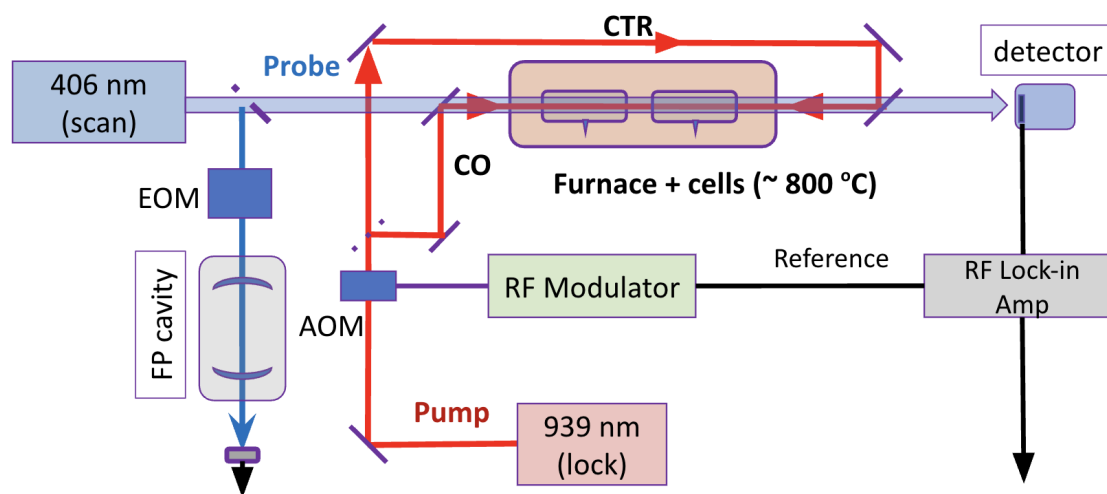 CTR
detector
Probe
406 nm
(scan)
CO
Furnace + cells (~ 800 °C)
EOM
FP cavity
Reference
RF Modulator
RF Lock-in
Amp
AOM
Pump
939 nm
(lock)